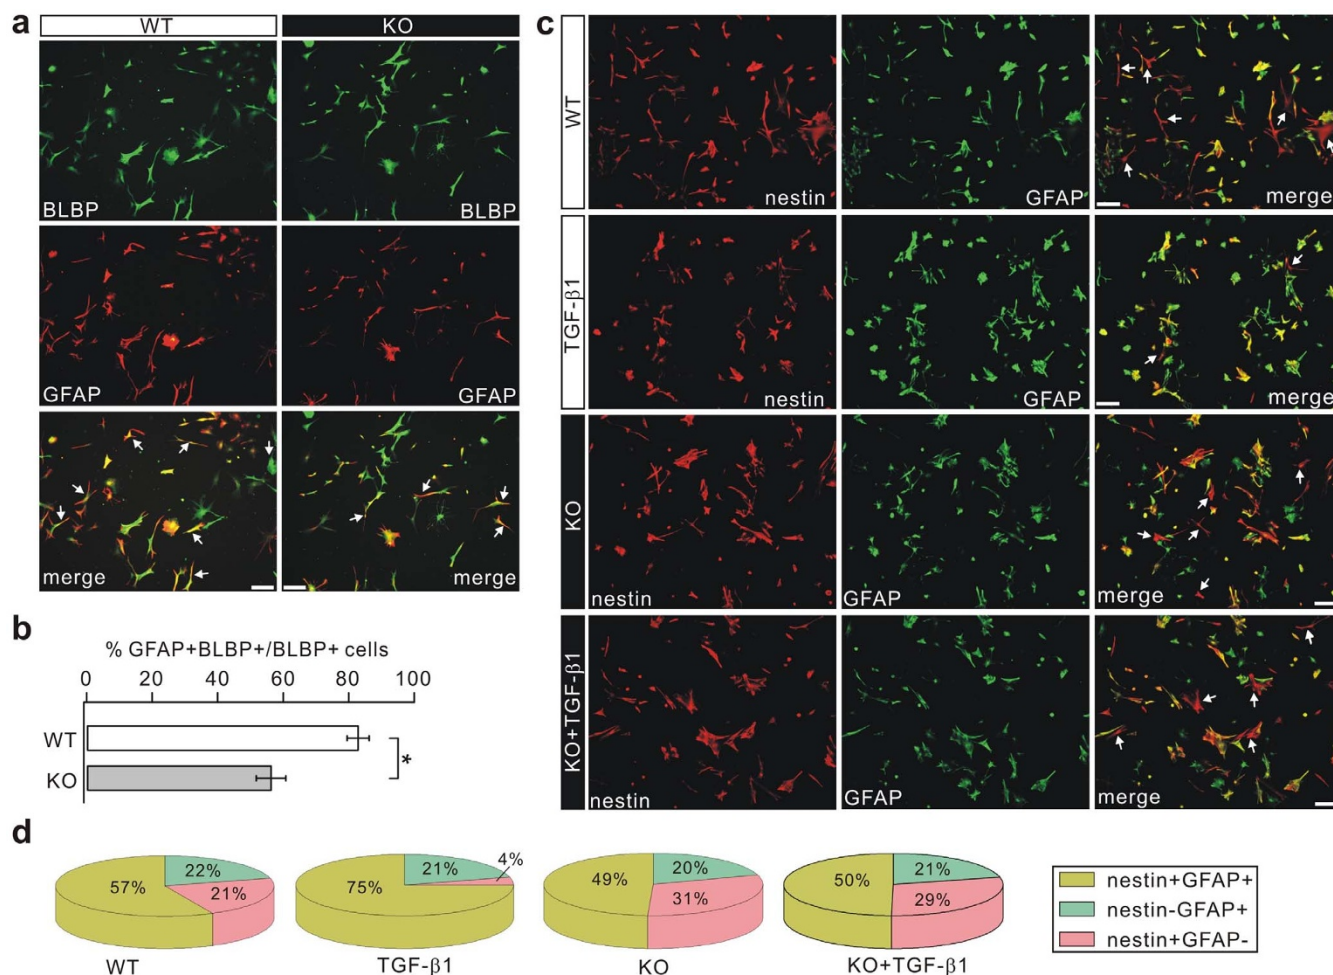 a
WT
KO
BLBP
BLBP
GFAP
GFAP
merge
merge
b
% GFAP+BLBP+/BLBP+ cells
0 20 40 60 80 100
WT
KO
*
c
WT
nestin
GFAP
merge
TGF-β1
nestin
GFAP
merge
KO
nestin
GFAP
merge
KO+TGF-β1
nestin
GFAP
merge
d
57%
22%
21%
WT
75%
21%
4%
TGF-β1
49%
20%
31%
KO
50%
21%
29%
KO+TGF-β1
nestin+GFAP+
nestin-GFAP+
nestin+GFAP-